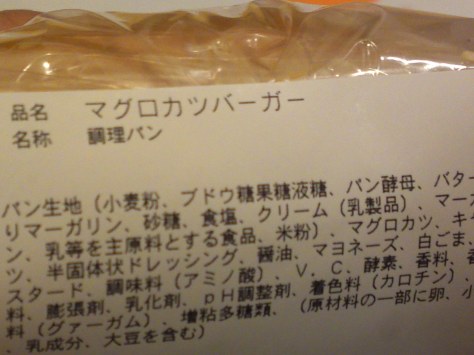 品名 マグロカツバーガー
名称 調理パン
パン生地(小麦粉、ブドウ糖果糖液糖、パン酵母、バター
りマーガリン、砂糖、食塩、クリーム(乳製品)、マーガ
ン、乳等を主原料とする食品、米粉)、マグロカツ、キャ
ツ、半固体状ドレッシング、醤油、マヨネーズ、白ごま、
スタード、調味料(アミノ酸)、V.C、酵素、香料、香
料、膨張剤、乳化剤、pH調整剤、着色料(カロチン)、
料(グァーガム)、増粘多糖類、(原材料の一部に卵、小
、乳成分、大豆を含む)